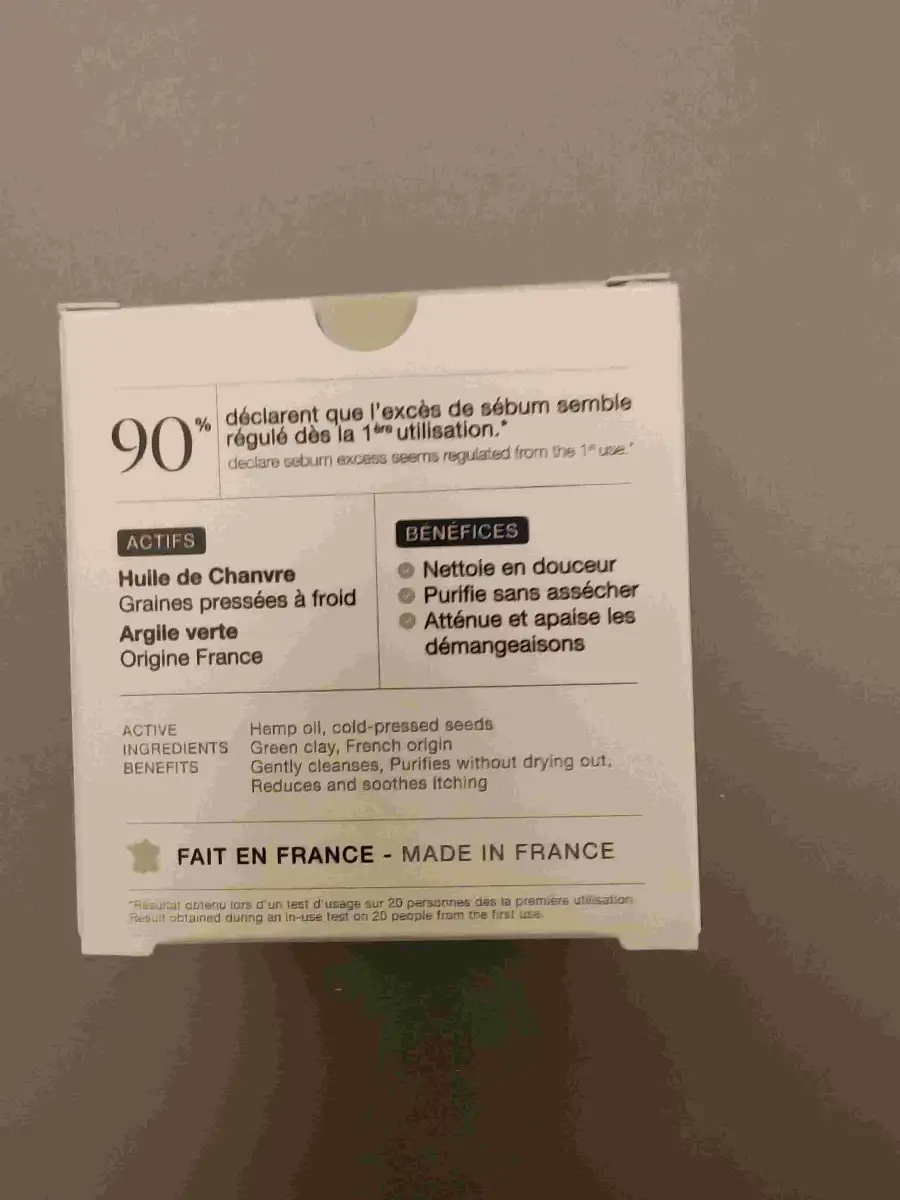 90% déclarent que l'excès de sébum semble
régulé dès la 1ère utilisation.*
declare sebum excess seems regulated from the 1st use.*
ACTIFS
Huile de Chanvre
Graines pressées à froid
Argile verte
Origine France
BÉNÉFICES
Nettoie en douceur
Purifie sans assécher
Atténue et apaise les
démangeaisons
ACTIVE Hemp oil, cold-pressed seeds
INGREDIENTS Green clay, French origin
BENEFITS Gently cleanses, Purifies without drying out,
Reduces and soothes Itching
FAIT EN FRANCE - MADE IN FRANCE
*Résultat obtenu lors d'un test d'usage sur 20 personnes dès la première utilisation
Result obtained during an in-use test on 20 people from the first use.